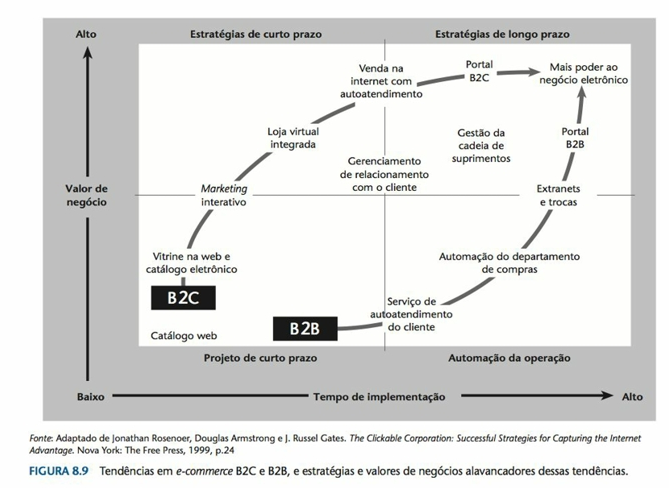 Alto
Estratégias de curto prazo
Estratégias de longo prazo
Venda na
internet com
autoatendimento
Portal
B2C
Mais poder ao
negócio eletrônico
Loja virtual
integrada
Gestão da
cadeia de
suprimentos
Portal
B2B
Gerenciamento
de relacionamento
com o cliente
Valor de
negócio
Marketing
interativo
Extranets
e trocas
Vitrine na web e
catálogo eletrônico
Automação do departamento
de compras
B2C
Serviço de
autoatendimento
do cliente
B2B
Catálogo web
Projeto de curto prazo
Automação da operação
Baixo
Tempo de implementação
Alto
Fonte: Adaptado de Jonathan Rosenoer, Douglas Armstrong e J. Russel Gates. The Clickable Corporation: Successful Strategies for Capturing the Internet
Advantage. Nova York: The Free Press, 1999, p.24
FIGURA 8.9 Tendências em e-commerce B2C e B2B, e estratégias e valores de negócios alavancadores dessas tendências.